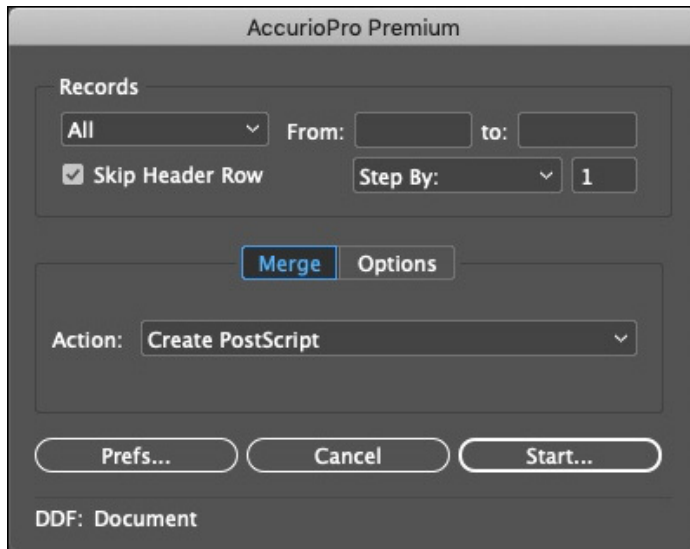 AccurioPro Premium
Records
All From: to:
Skip Header Row Step By: 1
Merge Options
Action: Create PostScript
Prefs... Cancel Start...
DDF: Document